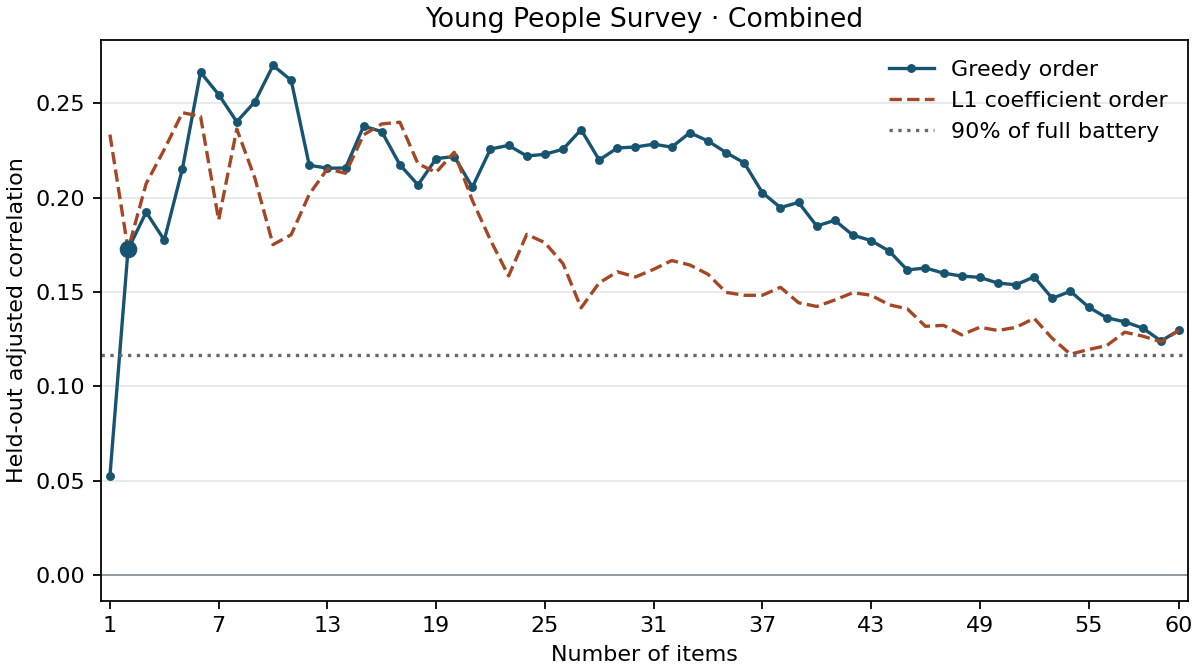 Young People Survey · Combined
Greedy order
L1 coefficient order
90% of full battery
Held-out adjusted correlation
0.25
0.20
0.15
0.10
0.05
0.00
1 7 13 19 25 31 37 43 49 55 60
Number of items